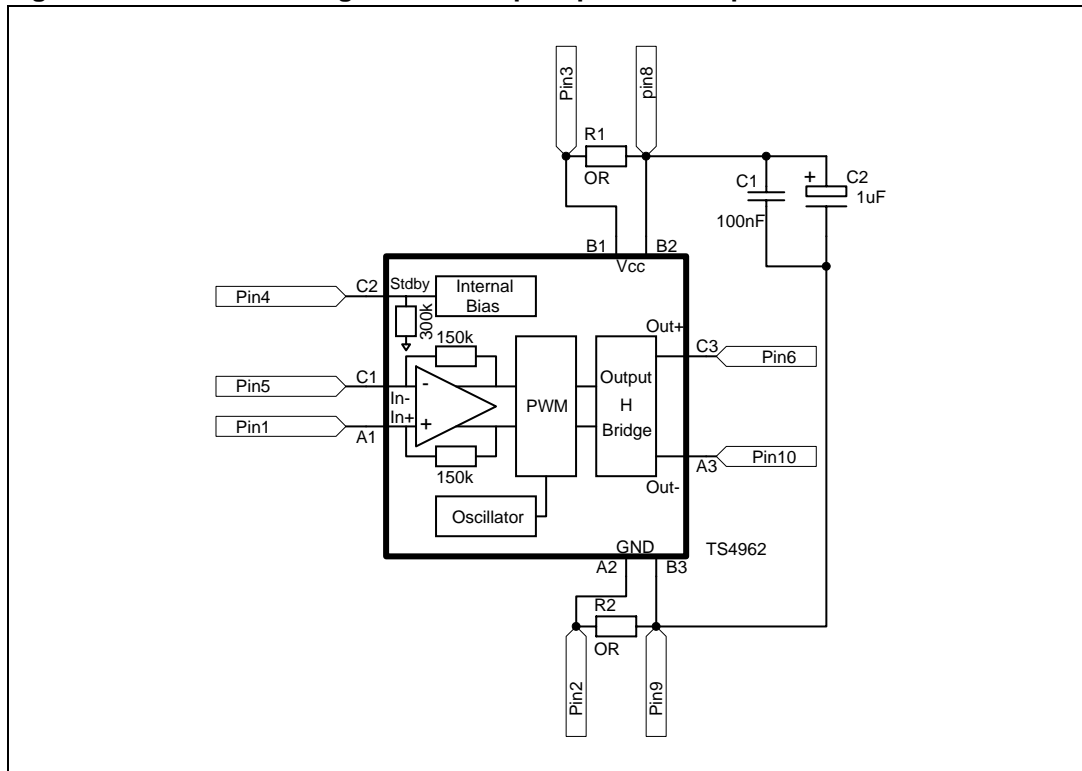 Pin3
pin8
R1
OR
C1
100nF
+
C2
1uF
B1
B2
Vcc
Pin4
C2
Stdby
Internal
Bias
300k
150k
Out+
C3
Pin6
Pin5
C1
In-
-
PWM
Output
H
Bridge
Pin1
A1
In+
+
150k
A3
Pin10
Out-
Oscillator
GND
TS4962
A2
B3
R2
OR
Pin2
Pin9